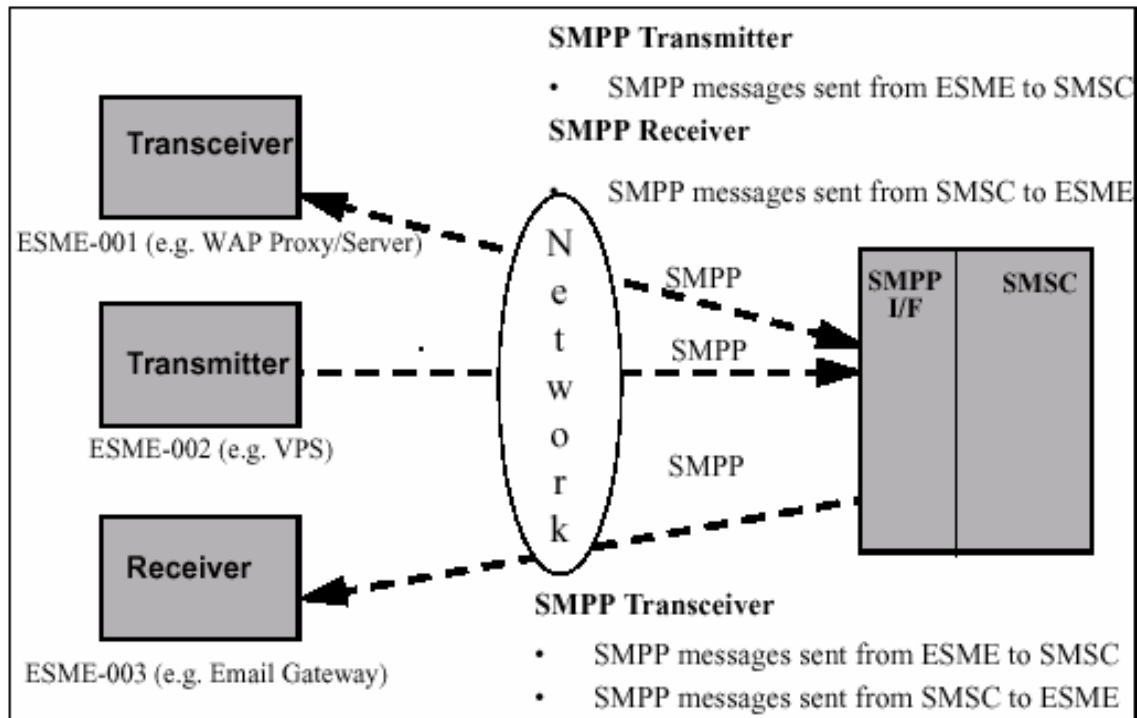 SMPP Transmitter
• SMPP messages sent from ESME to SMSC
SMPP Receiver
• SMPP messages sent from SMSC to ESME
Transceiver
ESME-001 (e.g. WAP Proxy/Server)
Transmitter
ESME-002 (e.g. VPS)
Receiver
ESME-003 (e.g. Email Gateway)
Network
SMPP
SMPP
SMPP
SMPP
I/F
SMSC
SMPP Transceiver
• SMPP messages sent from ESME to SMSC
• SMPP messages sent from SMSC to ESME